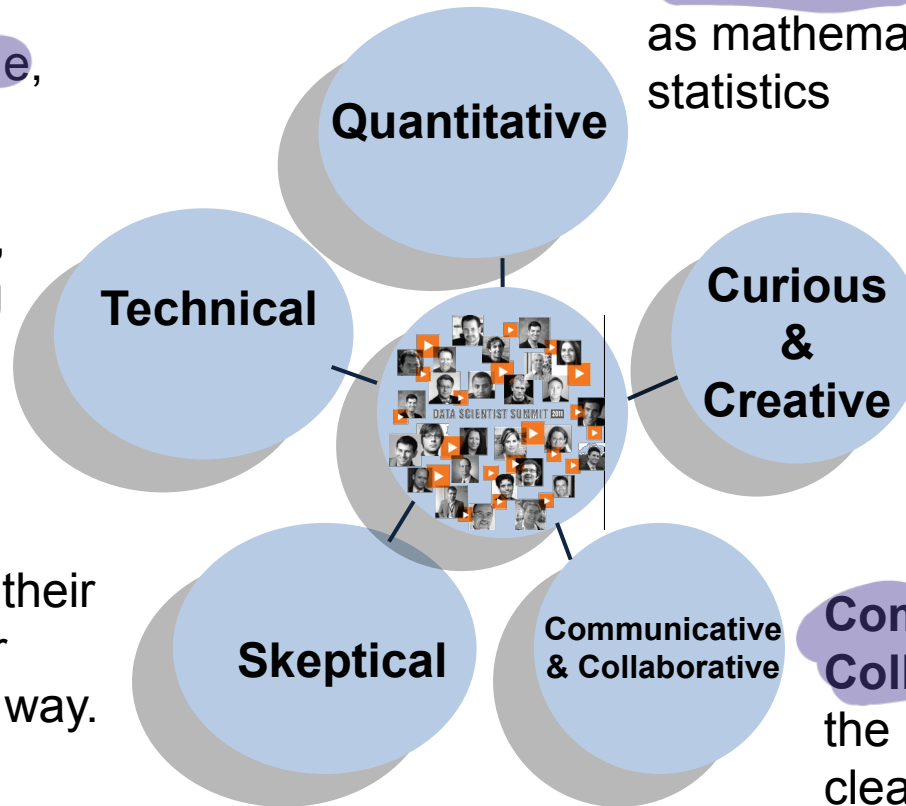 e,
as mathema
statistics
Quantitative
,
Technical
Curious
&
Creative
DATA SCIENTIST SUMMIT 2013
their
way.
Skeptical
Communicative
& Collaborative
Con
Coll
the
clea